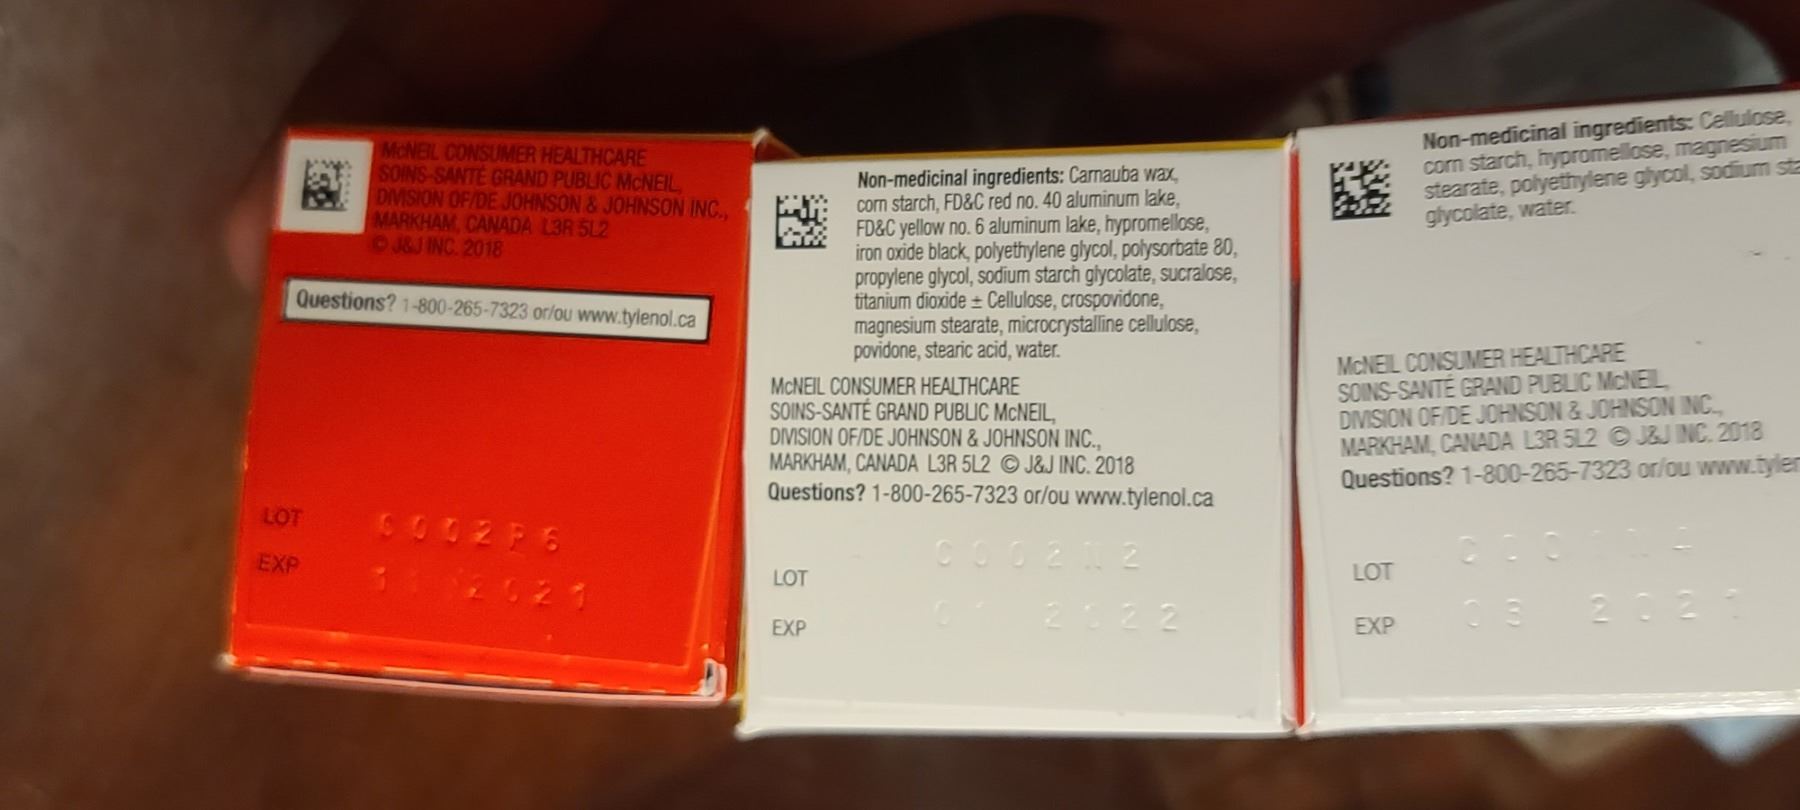 McNEIL CONSUMER HEALTHCARE
SOINS-SANTÉ GRAND PUBLIC McNEIL,
DIVISION OF/DE JOHNSON & JOHNSON INC.,
MARKHAM, CANADA L3R 5L2
© J&J INC. 2018
Questions? 1-800-265-7323 or/ou www.tylenol.ca
LOT
EXP 11 2021
Non-medicinal ingredients: Carnauba wax,
corn starch, FD&C red no. 40 aluminum lake,
FD&C yellow no. 6 aluminum lake, hypromellose,
iron oxide black, polyethylene glycol, polysorbate 80,
propylene glycol, sodium starch glycolate, sucralose,
titanium dioxide ± Cellulose, crospovidone,
magnesium stearate, microcrystalline cellulose,
povidone, stearic acid, water.
McNEIL CONSUMER HEALTHCARE
SOINS-SANTÉ GRAND PUBLIC McNEIL,
DIVISION OF/DE JOHNSON & JOHNSON INC.,
MARKHAM, CANADA L3R 5L2 © J&J INC. 2018
Questions? 1-800-265-7323 or/ou www.tylenol.ca
LOT
EXP 01 2022
Non-medicinal ingredients: Cellulose,
corn starch, hypromellose, magnesium
stearate, polyethylene glycol, sodium sta
glycolate, water.
McNEIL CONSUMER HEALTHCARE
SOINS-SANTÉ GRAND PUBLIC McNEIL,
DIVISION OF/DE JOHNSON & JOHNSON INC.,
MARKHAM, CANADA L3R 5L2 © J&J INC. 2018
Questions? 1-800-265-7323 or/ou www.tylen
LOT
EXP 03 2021